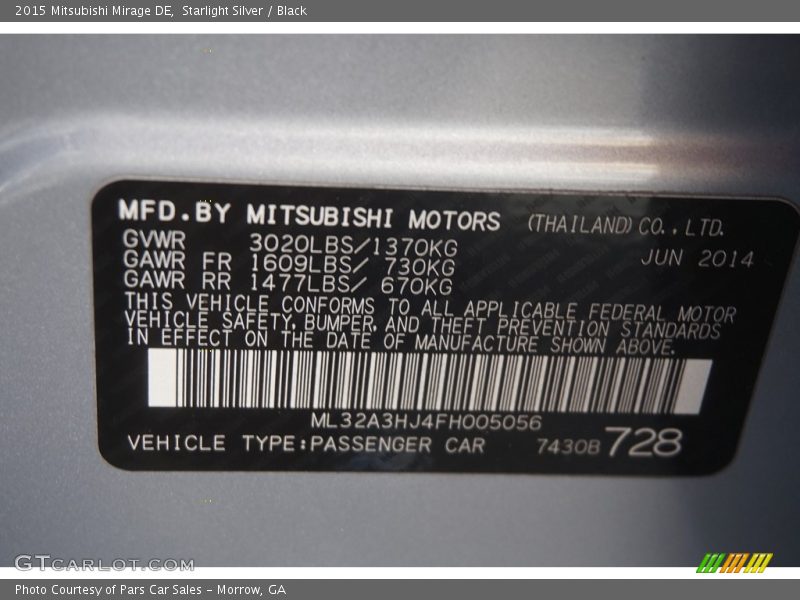 2015 Mitsubishi Mirage DE,  Starlight Silver / Black
MFD.BY MITSUBISHI MOTORS (THAILAND) CO., LTD.
GVWR 3020LBS/1370KG JUN 2014
GAWR FR 1609LBS/ 730KG
GAWR RR 1477LBS/ 670KG
THIS VEHICLE CONFORMS TO ALL APPLICABLE FEDERAL MOTOR
VEHICLE SAFETY, BUMPER, AND THEFT PREVENTION STANDARDS
IN EFFECT ON THE DATE OF MANUFACTURE SHOWN ABOVE.
ML32A3HJ4FH005056
VEHICLE TYPE:PASSENGER CAR 7430B 728
GTCARLOT.COM
Photo Courtesy of Pars Car Sales - Morrow, GA